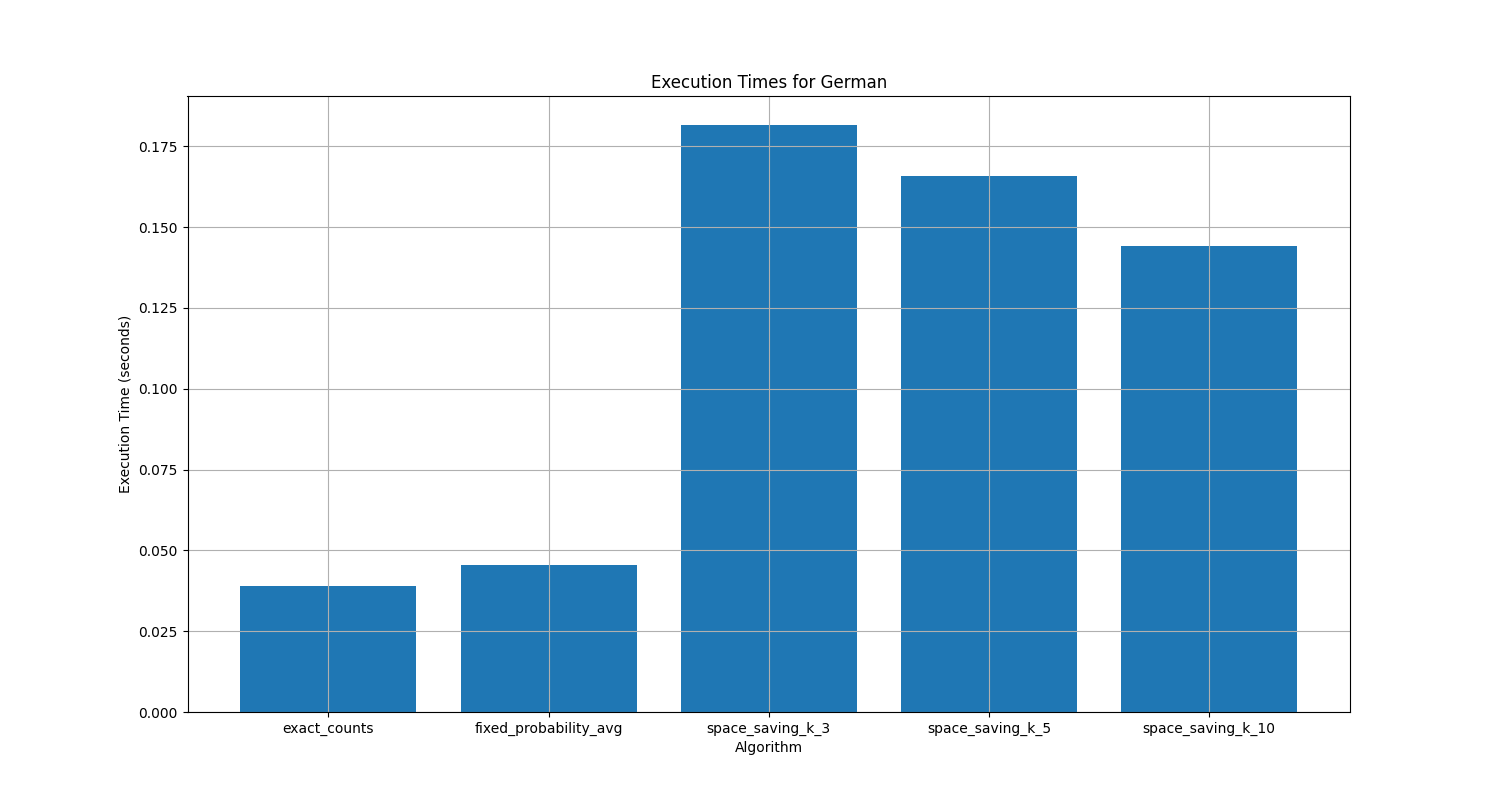 Execution Times for German
Execution Time (seconds)
0.175
0.150
0.125
0.100
0.075
0.050
0.025
0.000
exact_counts fixed_probability_avg space_saving_k_3 space_saving_k_5 space_saving_k_10
Algorithm